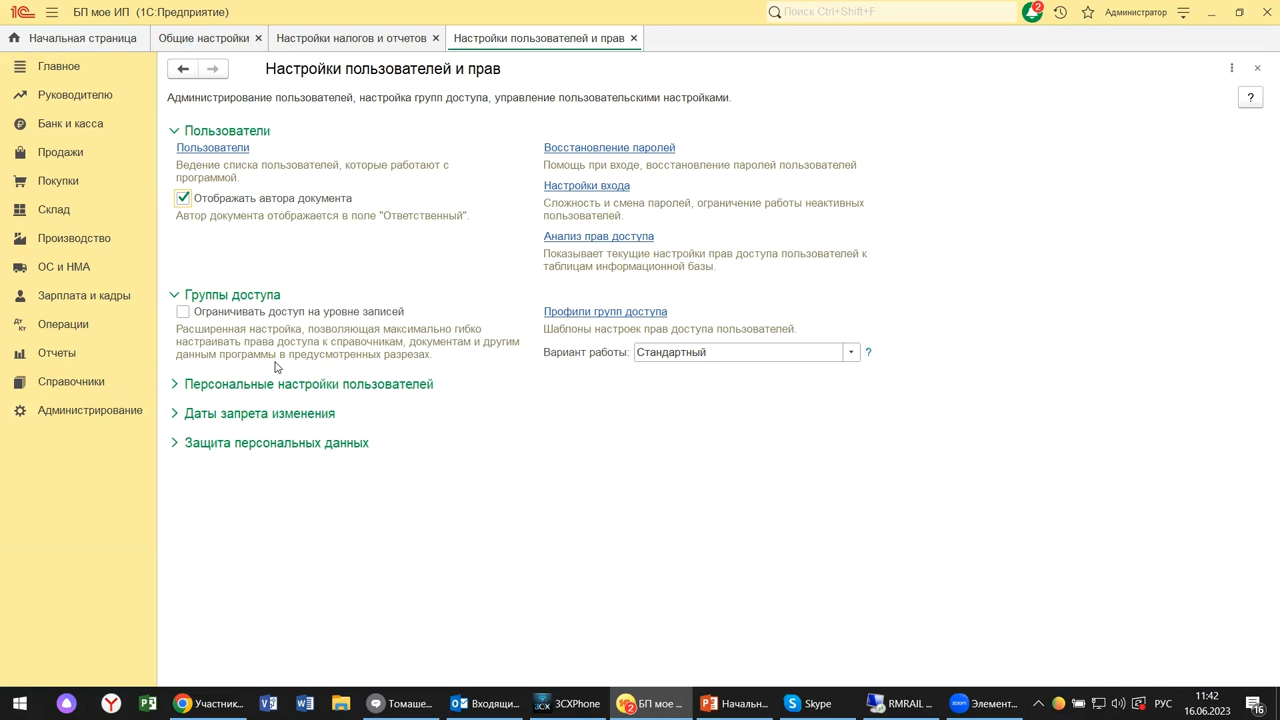 БП мое ИП (1С:Предприятие)
Поиск Ctrl+Shift+F
2
Администратор
Начальная страница
Общие настройки
Настройки налогов и отчетов
Настройки пользователей и прав
Главное
Руководителю
Банк и касса
Продажи
Покупки
Склад
Производство
ОС и НМА
Зарплата и кадры
Операции
Отчеты
Справочники
Администрирование
Настройки пользователей и прав
Администрирование пользователей, настройка групп доступа, управление пользовательскими настройками.
?
Пользователи
Пользователи
Ведение списка пользователей, которые работают с
программой.
Отображать автора документа
Автор документа отображается в поле "Ответственный".
Восстановление паролей
Помощь при входе, восстановление паролей пользователей
Настройки входа
Сложность и смена паролей, ограничение работы неактивных
пользователей.
Анализ прав доступа
Показывает текущие настройки прав доступа пользователей к
таблицам информационной базы.
Группы доступа
Ограничивать доступ на уровне записей
Расширенная настройка, позволяющая максимально гибко
настраивать права доступа к справочникам, документам и другим
данным программы в предусмотренных разрезах.
Профили групп доступа
Шаблоны настроек прав доступа пользователей.
Вариант работы: Стандартный ?
Персональные настройки пользователей
Даты запрета изменения
Защита персональных данных
Участник...
Томаше...
Входящи...
3CXPhone
БП мое ...
Началь...
Skype
RMRAIL ...
Элемент...
РУС
11:42
16.06.2023
16